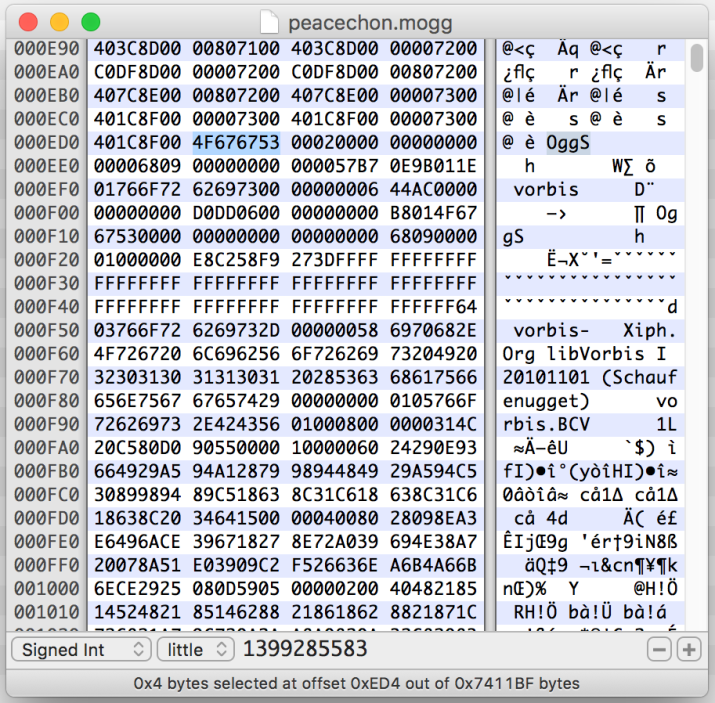 peacechon.mogg
000E90 403C8D00 00807100 403C8D00 00007200 @<ç Äq @<ç r
000EA0 C0DF8D00 00007200 C0DF8D00 00807200 ¿flç r ¿flç Är
000EB0 407C8E00 00807200 407C8E00 00007300 @|é Är @|é s
000EC0 401C8F00 00007300 401C8F00 00007300 @ è s @ è s
000ED0 401C8F00 4F676753 00020000 00000000 @ è OggS
000EE0 00006809 00000000 000057B7 0E9B011E h W∑ õ
000EF0 01766F72 62697300 00000006 44AC0000 vorbis D¨
000F00 00000000 D0DD0600 00000000 B8014F67 –› ∏ Og
000F10 67530000 00000000 00000000 68090000 gS h
000F20 01000000 E8C258F9 273DFFFF FFFFFFFF Ë¬X˘'=ˇˇˇˇˇˇ
000F30 FFFFFFFF FFFFFFFF FFFFFFFF FFFFFFFF ˇˇˇˇˇˇˇˇˇˇˇˇˇˇˇˇ
000F40 FFFFFFFF FFFFFFFF FFFFFFFF FFFFFF64 ˇˇˇˇˇˇˇˇˇˇˇˇˇˇˇd
000F50 03766F72 6269732D 00000058 6970682E vorbis- Xiph.
000F60 4F726720 6C696256 6F726269 73204920 Org libVorbis I
000F70 32303130 31313031 20285363 68617566 20101101 (Schauf
000F80 656E7567 67657429 00000000 0105766F enugget) vo
000F90 72626973 2E424356 01000800 0000314C rbis.BCV 1L
000FA0 20C580D0 90550000 10000060 24290E93 ≈Ä–êU `$) ì
000FB0 664929A5 94A12879 98944849 29A594C5 fI)•î°(yòîHI)•î≈
000FC0 30899894 89C51863 8C31C618 638C31C6 0âòîâ≈ cå1∆ cå1∆
000FD0 18638C20 34641500 00040080 28098EA3 cå 4d Ä( é£
000FE0 E6496ACE 39671827 8E72A039 694E38A7 ÊIjŒ9g 'ér†9iN8ß
000FF0 20078A51 E03909C2 F526636E A6B4A66B äQ‡9 ¬ı&cn¶¥¶k
001000 6ECE2925 080D5905 00000200 40482185 nŒ)% Y @H!Ö
001010 14524821 85146288 21861862 8821871C RH!Ö bà!Ü bà!á
Signed Int little 1399285583
0x4 bytes selected at offset 0xED4 out of 0x7411BF bytes